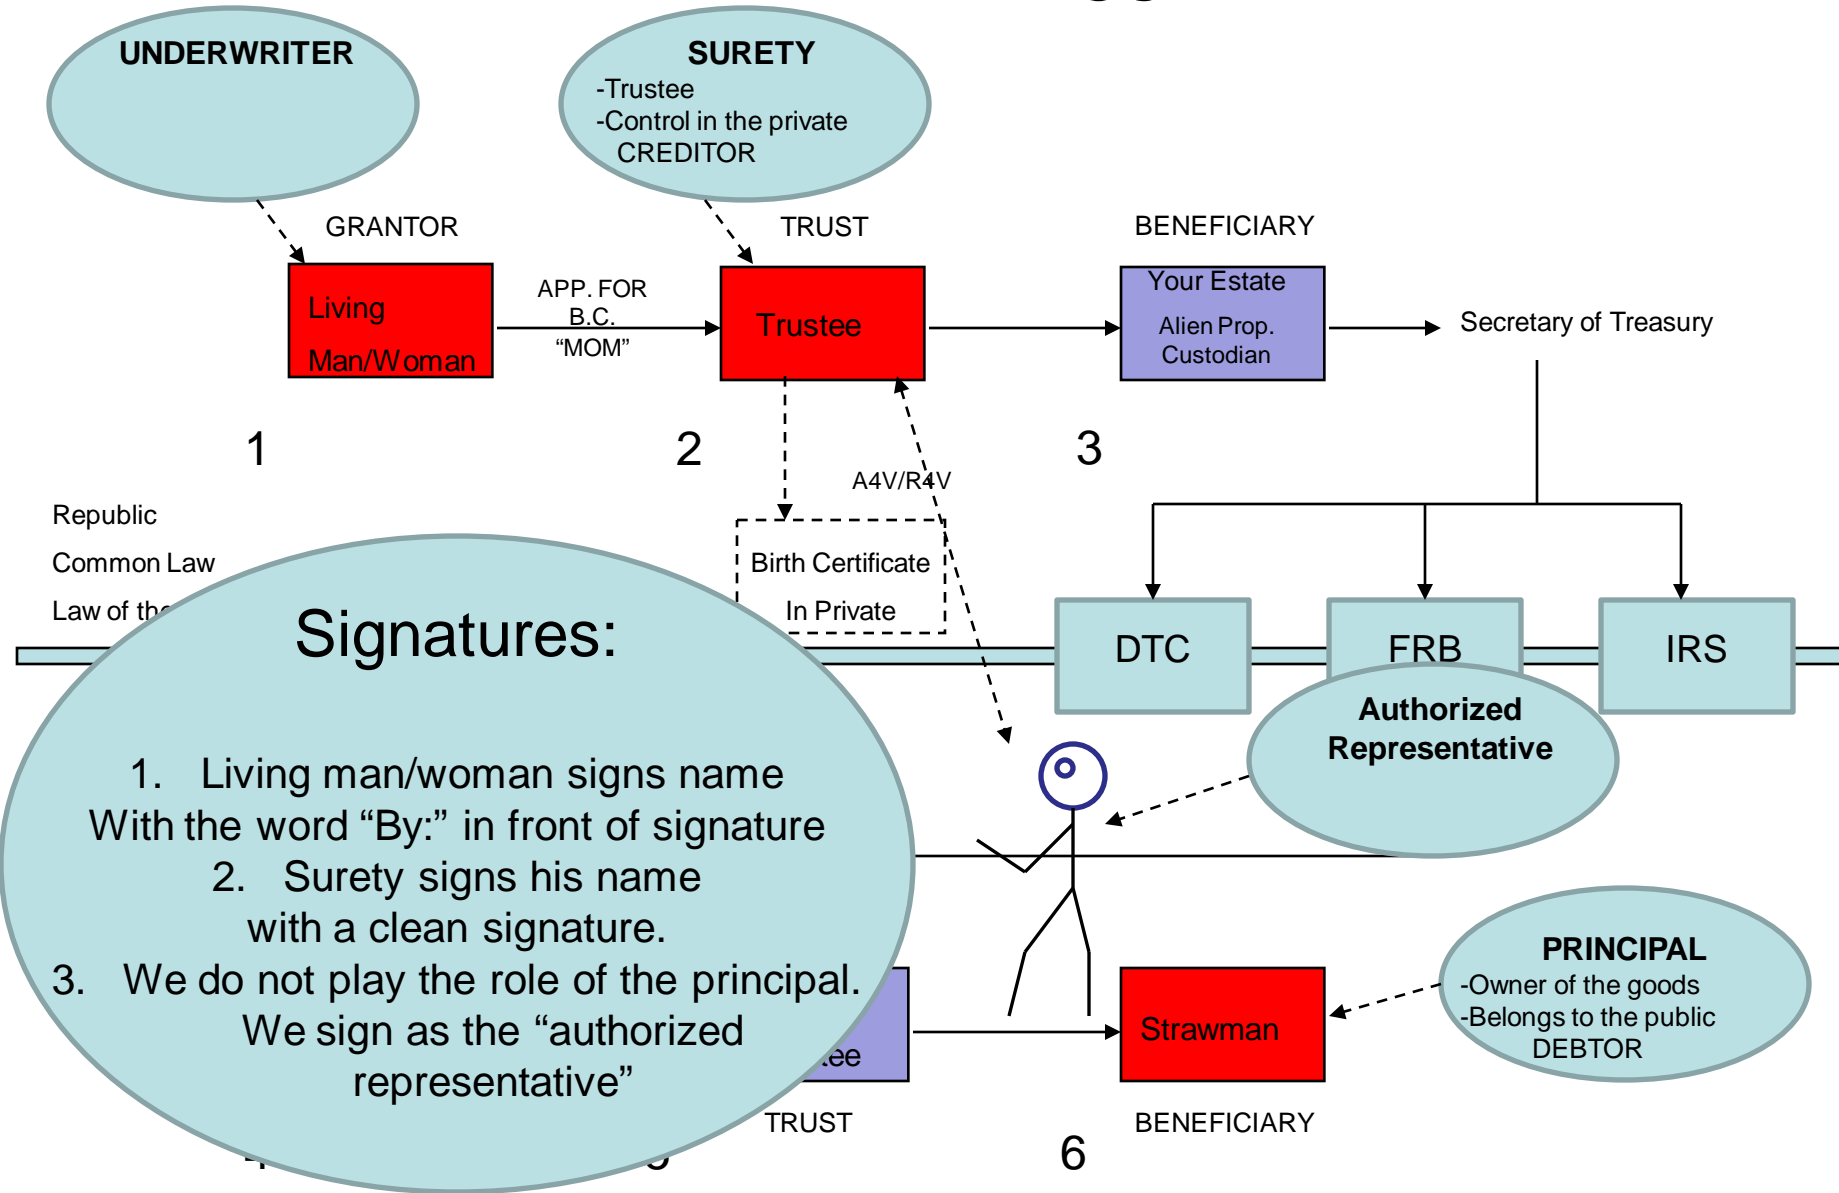 UNDERWRITER
SURETY
-Trustee
-Control in the private
CREDITOR
GRANTOR
TRUST
BENEFICIARY
Living
Man/Woman
APP. FOR
B.C.
“MOM”
Trustee
Your Estate
Alien Prop.
Custodian
Secretary of Treasury
1
2
3
A4V/R4V
Republic
Common Law
Law of the
Birth Certificate
In Private
DTC
FRB
IRS
Signatures:
1. Living man/woman signs name
With the word “By:” in front of signature
2. Surety signs his name
with a clean signature.
3. We do not play the role of the principal.
We sign as the “authorized
representative”
Authorized
Representative
PRINCIPAL
-Owner of the goods
-Belongs to the public
DEBTOR
Strawman
TRUST
BENEFICIARY
6